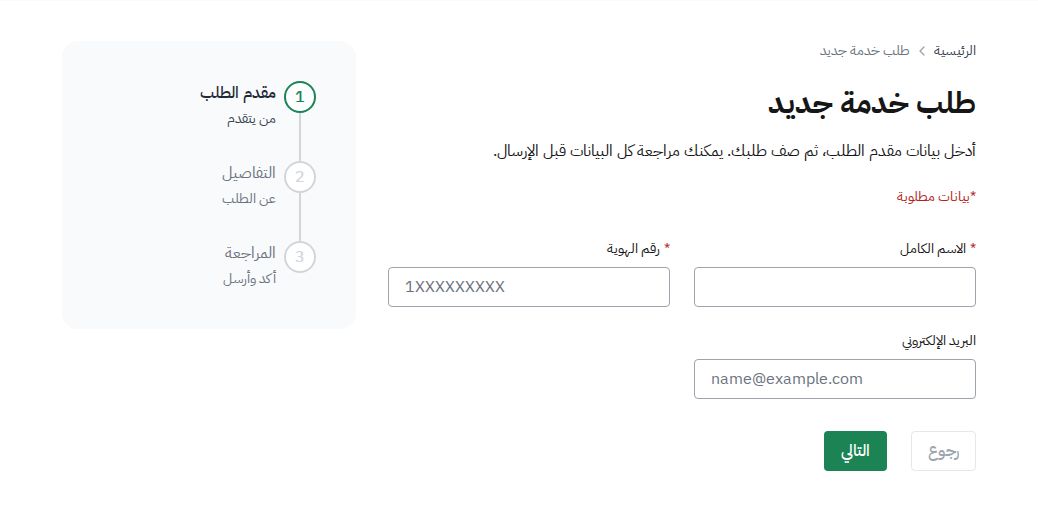 الرئيسية > طلب خدمة جديد
طلب خدمة جديد
أدخل بيانات مقدم الطلب، ثم صف طلبك. يمكنك مراجعة كل البيانات قبل الإرسال.
*بيانات مطلوبة
* الاسم الكامل
* رقم الهوية
1XXXXXXXXX
البريد الإلكتروني
name@example.com
رجوع
التالي
1 مقدم الطلب
من يتقدم
2 التفاصيل
عن الطلب
3 المراجعة
أكد وأرسل